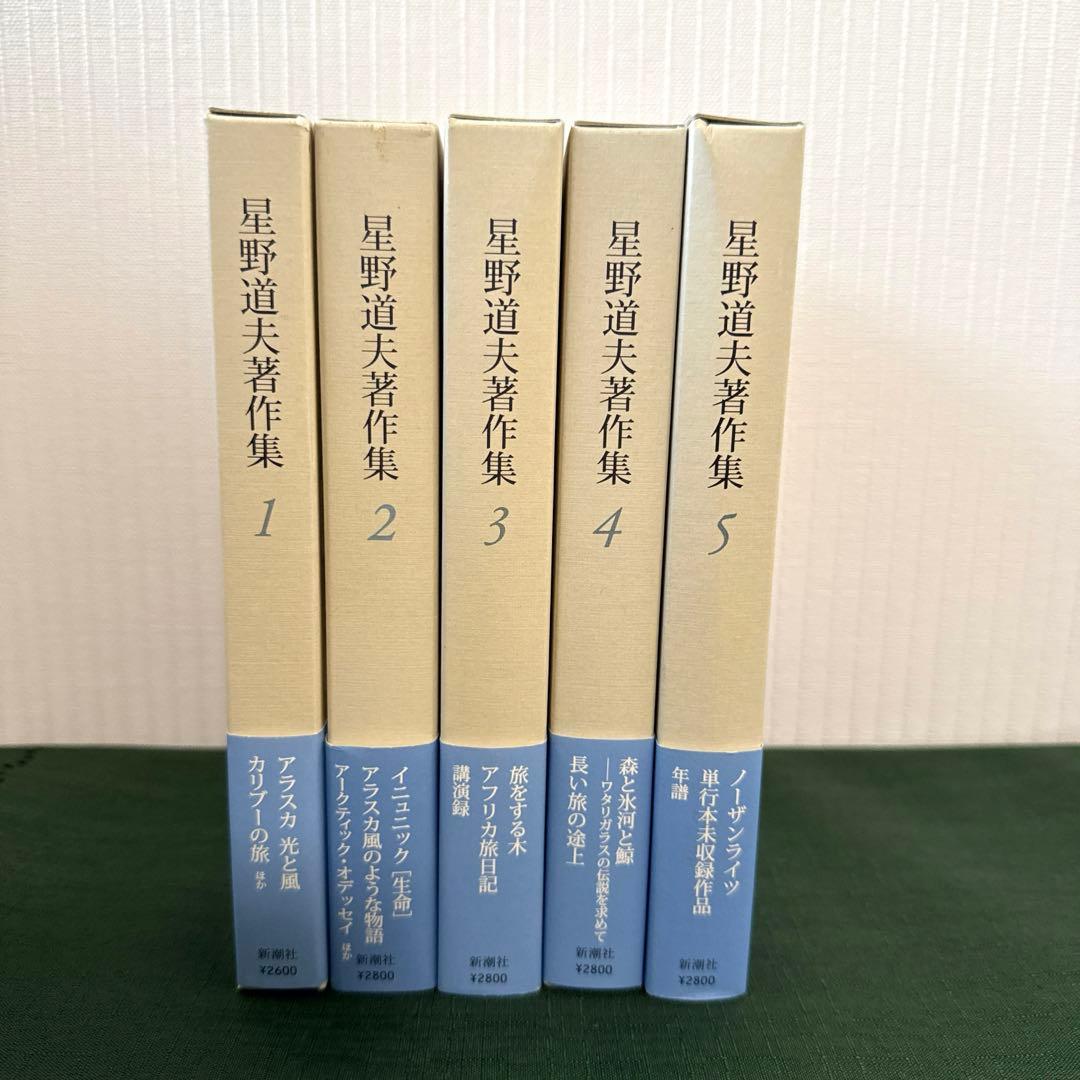 星野道夫著作集
1
アラスカ 光と風
カリブーの旅 ほか
新潮社
¥2600
星野道夫著作集
2
イニュニック［生命］
アラスカ風のような物語
アークティック・オデッセイ ほか
新潮社
¥2800
星野道夫著作集
3
旅をする木
アフリカ旅日記
講演録
新潮社
¥2800
星野道夫著作集
4
森と氷河と鯨
──ワタリガラスの伝説を求めて
長い旅の途上
新潮社
¥2800
星野道夫著作集
5
ノーザンライツ
単行本未収録作品
年譜
新潮社
¥2800